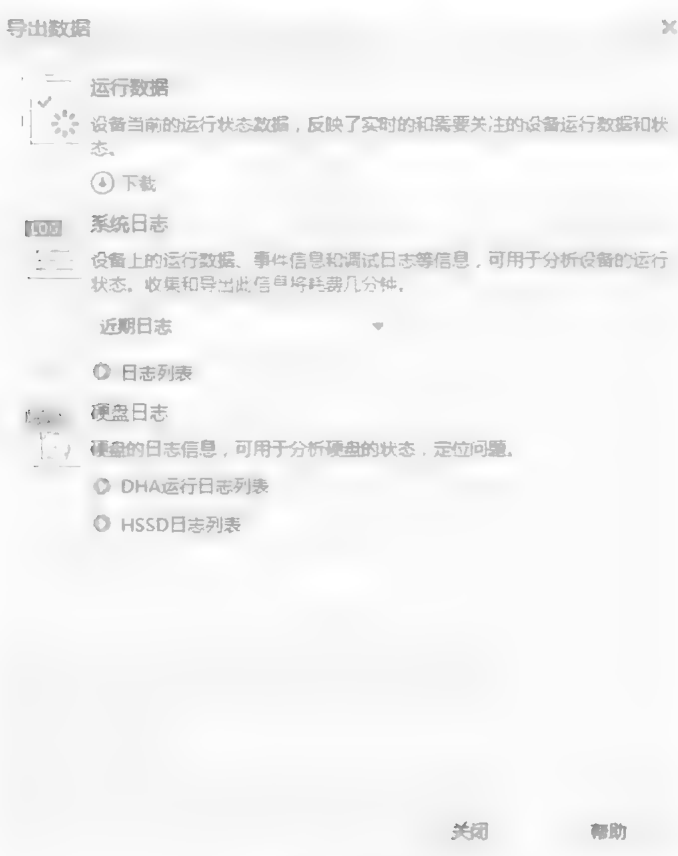 导出数据
运行数据
设备当前的运行状态数据，反映了实时的和需要关注的设备运行数据和状
态。
下载
LOG
系统日志
设备上的运行数据、事件信息和调试日志等信息，可用于分析设备的运行
状态。收集和导出此信息将耗费几分钟。
近期日志
日志列表
硬盘日志
硬盘的日志信息，可用于分析硬盘的状态，定位问题。
DHA运行日志列表
HSSD日志列表
关闭
帮助